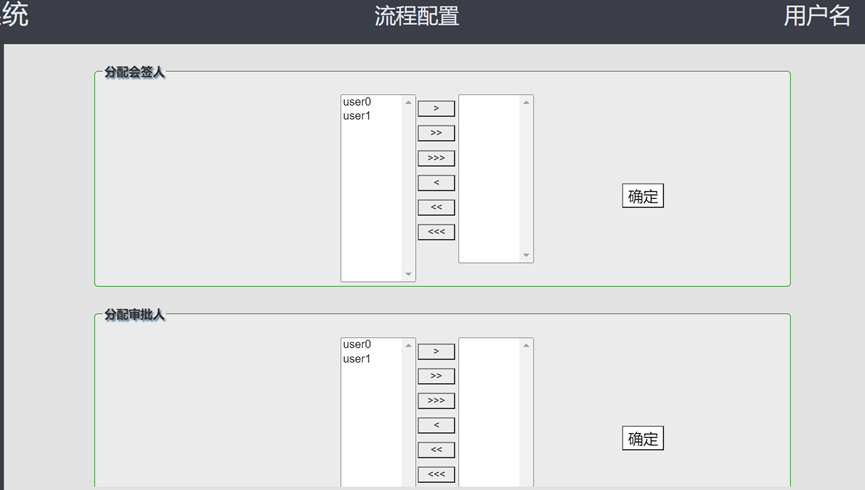 统
流程配置
用户名
分配会签人
user0
user1
>
>>
>>>
<
<<
<<<
确定
分配审批人
user0
user1
>
>>
>>>
<
<<
<<<
确定